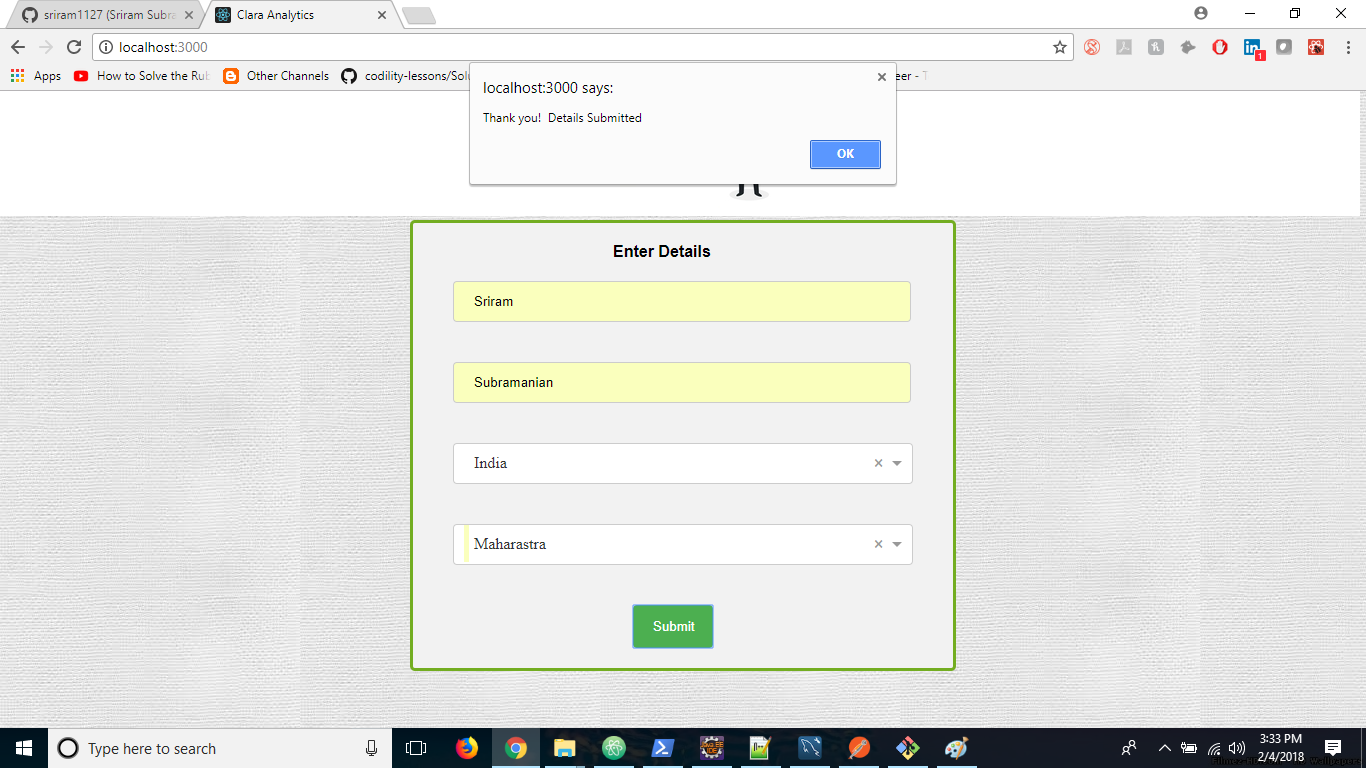 sriram1127 (Sriram Subra
Clara Analytics
localhost:3000
Apps
How to Solve the Rub
Other Channels
codility-lessons/Solu
eer - T
localhost:3000 says:
Thank you!  Details Submitted
OK
Enter Details
Sriram
Subramanian
India
Maharastra
Submit
Type here to search
3:33 PM
2/4/2018